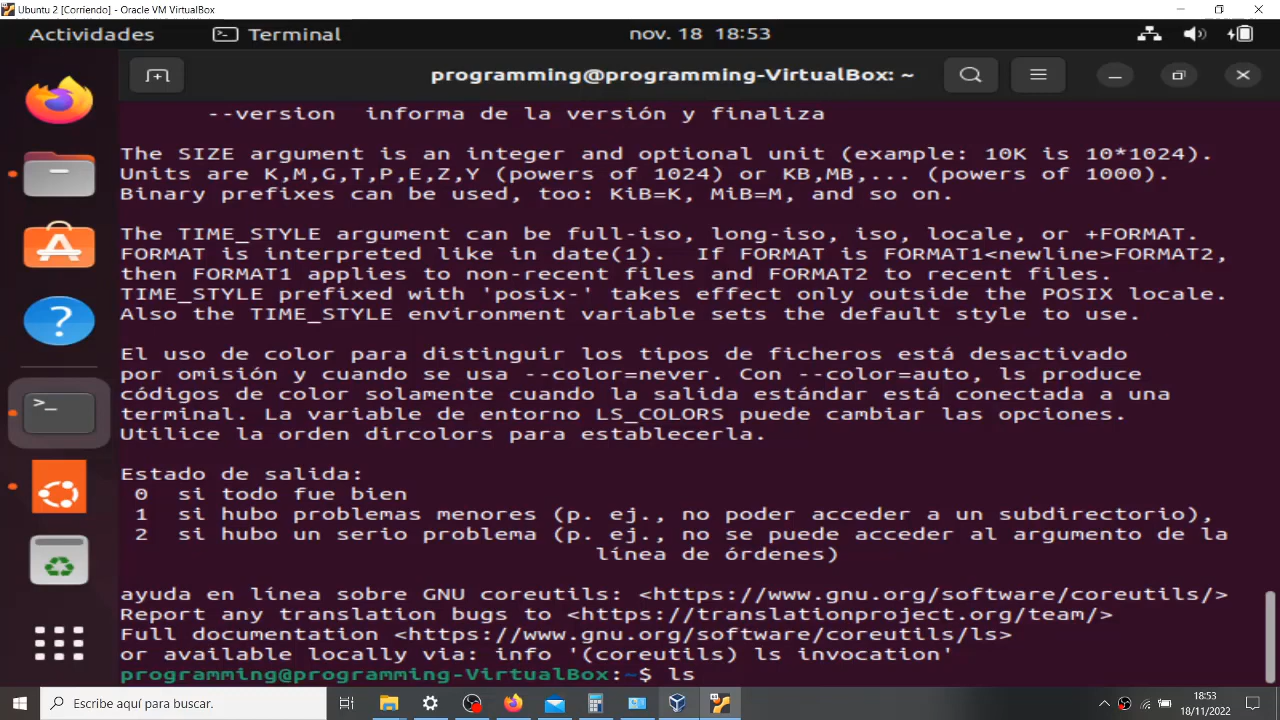 Ubuntu 2 [Corriendo] - Oracle VM VirtualBox
Actividades
Terminal
nov. 18 18:53
programming@programming-VirtualBox: ~
--version  informa de la versión y finaliza
The SIZE argument is an integer and optional unit (example: 10K is 10*1024).
Units are K,M,G,T,P,E,Z,Y (powers of 1024) or KB,MB,... (powers of 1000).
Binary prefixes can be used, too: KiB=K, MiB=M, and so on.
The TIME_STYLE argument can be full-iso, long-iso, iso, locale, or +FORMAT.
FORMAT is interpreted like in date(1).  If FORMAT is FORMAT1<newline>FORMAT2,
then FORMAT1 applies to non-recent files and FORMAT2 to recent files.
TIME_STYLE prefixed with 'posix-' takes effect only outside the POSIX locale.
Also the TIME_STYLE environment variable sets the default style to use.
El uso de color para distinguir los tipos de ficheros está desactivado
por omisión y cuando se usa --color=never. Con --color=auto, ls produce
códigos de color solamente cuando la salida estándar está conectada a una
terminal. La variable de entorno LS_COLORS puede cambiar las opciones.
Utilice la orden dircolors para establecerla.
Estado de salida:
0  si todo fue bien
1  si hubo problemas menores (p. ej., no poder acceder a un subdirectorio),
2  si hubo un serio problema (p. ej., no se puede acceder al argumento de la
línea de órdenes)
ayuda en línea sobre GNU coreutils: <https://www.gnu.org/software/coreutils/>
Report any translation bugs to <https://translationproject.org/team/>
Full documentation <https://www.gnu.org/software/coreutils/ls>
or available locally via: info '(coreutils) ls invocation'
programming@programming-VirtualBox:~$ ls
Escribe aquí para buscar.
18:53
18/11/2022